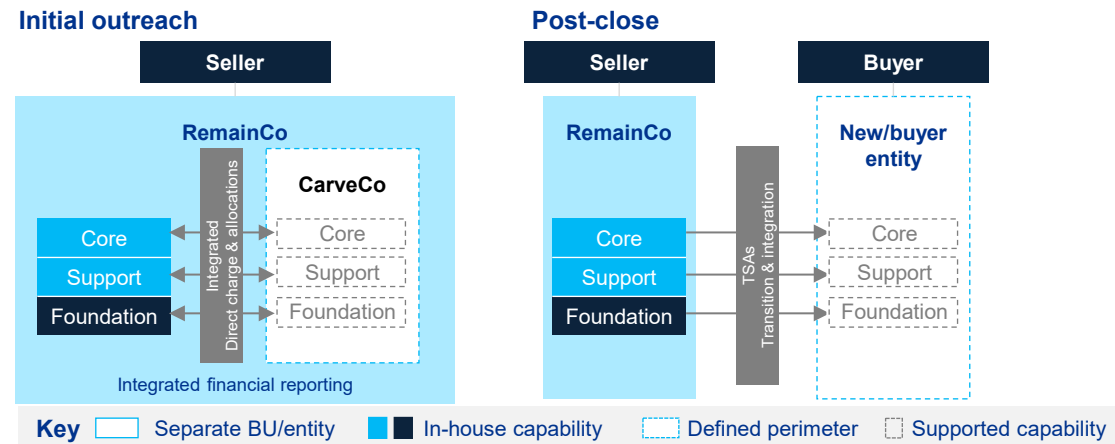 Initial outreach
Seller
RemainCo
Integrated
Direct charge & allocations
CarveCo
Core
Support
Foundation
Core
Support
Foundation
Integrated financial reporting
Post-close
Seller
Buyer
RemainCo
TSAs
Transition & integration
New/buyer
entity
Core
Support
Foundation
Core
Support
Foundation
Key
Separate BU/entity
In-house capability
Defined perimeter
Supported capability